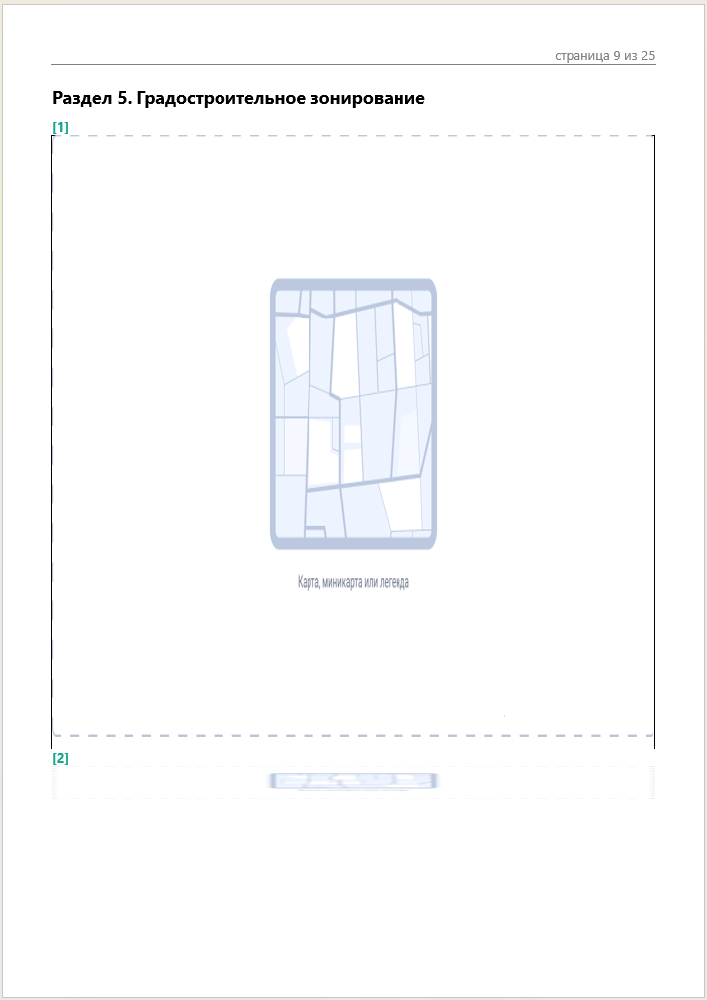 страница 9 из 25
Раздел 5. Градостроительное зонирование
[1]
Карта, миникарта или легенда
[2]